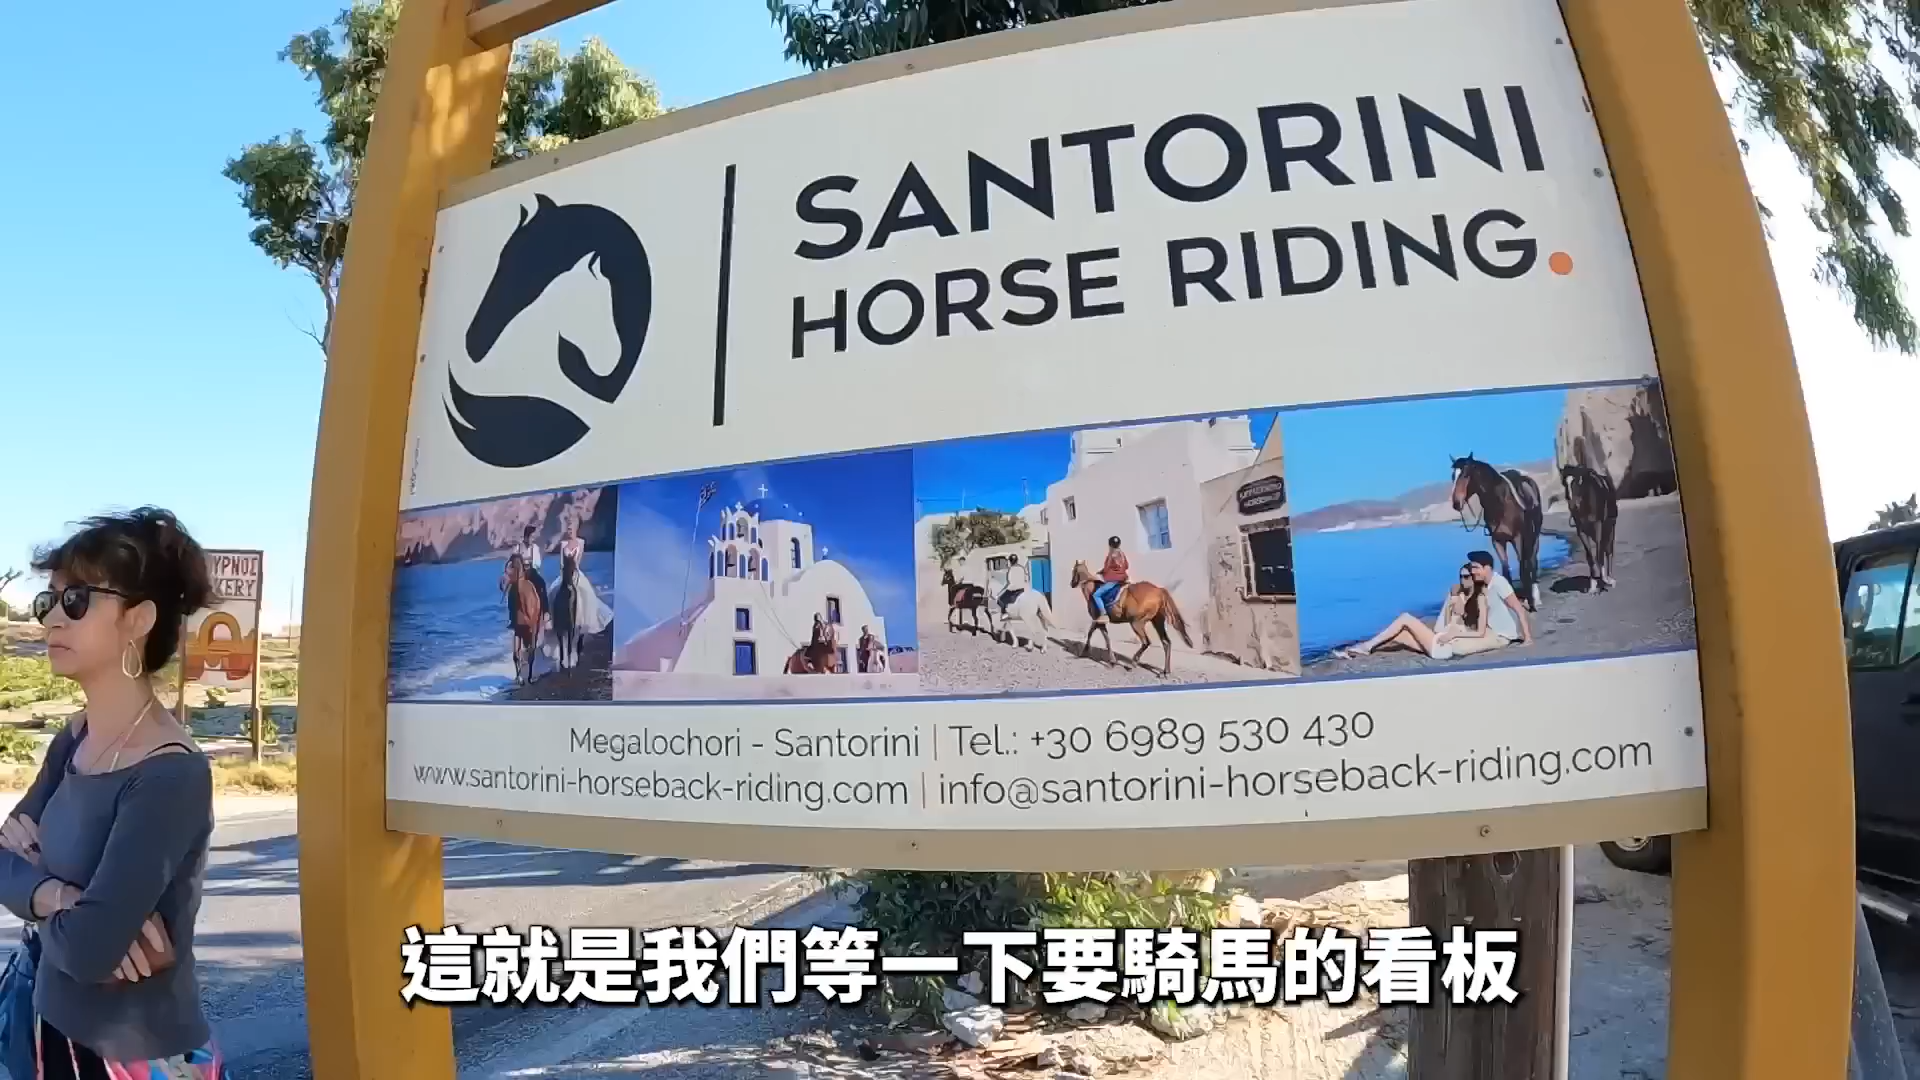 SANTORINI
HORSE RIDING.
Megalochori - Santorini | Tel.: +30 6989 530 430
www.santorini-horseback-riding.com | info@santorini-horseback-riding.com
這就是我們等一下要騎馬的看板